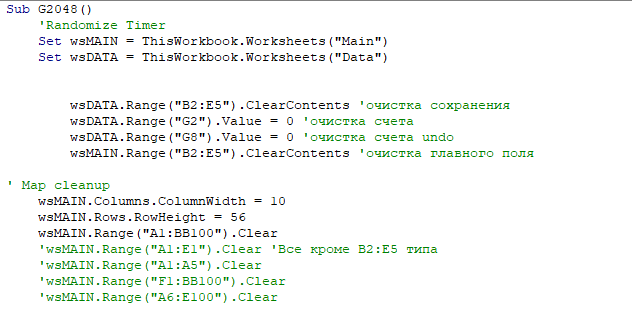 Sub G2048()
'Randomize Timer
Set wsMAIN = ThisWorkbook.Worksheets("Main")
Set wsDATA = ThisWorkbook.Worksheets("Data")
wsDATA.Range("B2:E5").ClearContents 'очистка сохранения
wsDATA.Range("G2").Value = 0 'очистка счета
wsDATA.Range("G8").Value = 0 'очистка счета undo
wsMAIN.Range("B2:E5").ClearContents 'очистка главного поля
' Map cleanup
wsMAIN.Columns.ColumnWidth = 10
wsMAIN.Rows.RowHeight = 56
wsMAIN.Range("A1:BB100").Clear
'wsMAIN.Range("A1:E1").Clear 'Все кроме B2:E5 типа
'wsMAIN.Range("A1:A5").Clear
'wsMAIN.Range("F1:BB100").Clear
'wsMAIN.Range("A6:E100").Clear